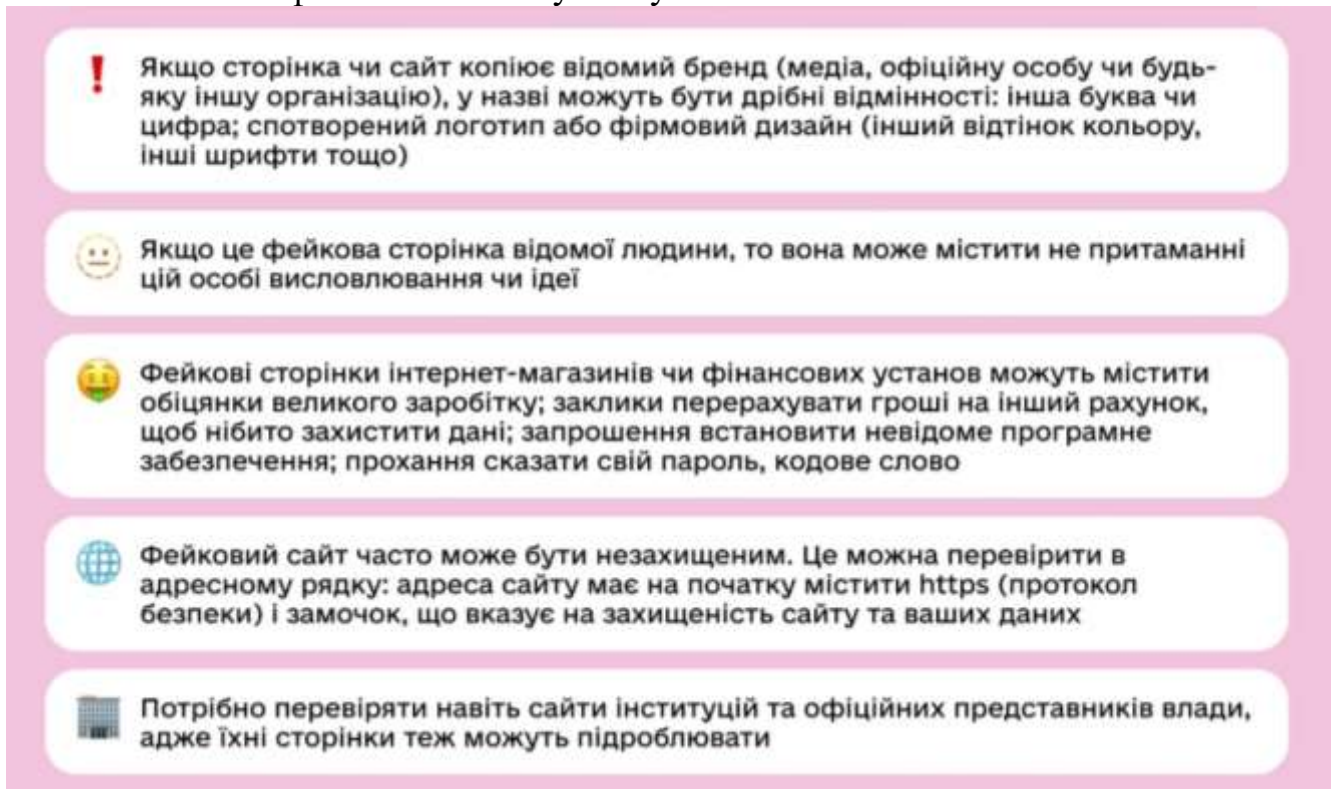 Якщо сторінка чи сайт копіює відомий бренд (медіа, офіційну особу чи будь-
яку іншу організацію), у назві можуть бути дрібні відмінності: інша буква чи
цифра; спотворений логотип або фірмовий дизайн (інший відтінок кольору,
інші шрифти тощо)
Якщо це фейкова сторінка відомої людини, то вона може містити не притаманні
цій особі висловлювання чи ідеї
Фейкові сторінки інтернет-магазинів чи фінансових установ можуть містити
обіцянки великого заробітку; заклики перерахувати гроші на інший рахунок,
щоб нібито захистити дані; запрошення встановити невідоме програмне
забезпечення; прохання сказати свій пароль, кодове слово
Фейковий сайт часто може бути незахищеним. Це можна перевірити в
адресному рядку: адреса сайту має на початку містити https (протокол
безпеки) і замочок, що вказує на захищеність сайту та ваших даних
Потрібно перевіряти навіть сайти інституцій та офіційних представників влади,
адже їхні сторінки теж можуть підроблювати